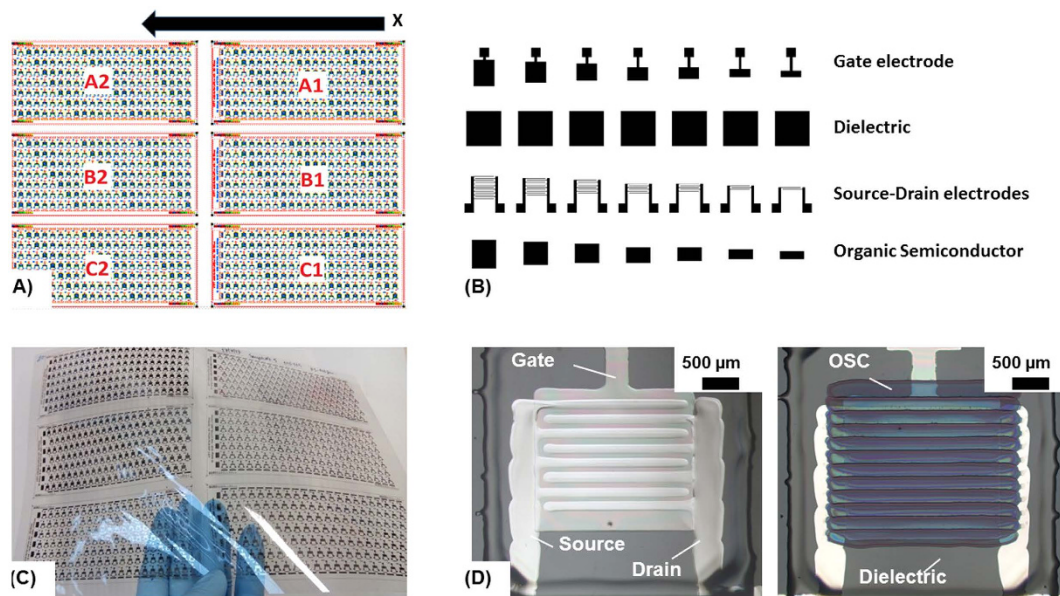 X
A2
A1
B2
B1
C2
C1
A)
Gate electrode
Dielectric
Source-Drain electrodes
Organic Semiconductor
(B)
(C)
Gate
500 µm
Source
Drain
(D)
OSC
500 µm
Dielectric